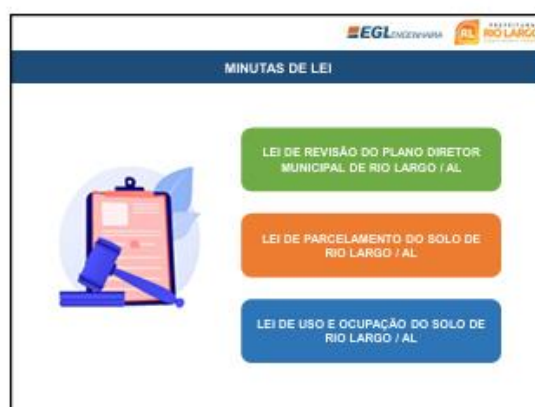 EGL ENGENHARIA
PREFEITURA
RIO LARGO
MINUTAS DE LEI
LEI DE REVISÃO DO PLANO DIRETOR
MUNICIPAL DE RIO LARGO / AL
LEI DE PARCELAMENTO DO SOLO DE
RIO LARGO / AL
LEI DE USO E OCUPAÇÃO DO SOLO DE
RIO LARGO / AL